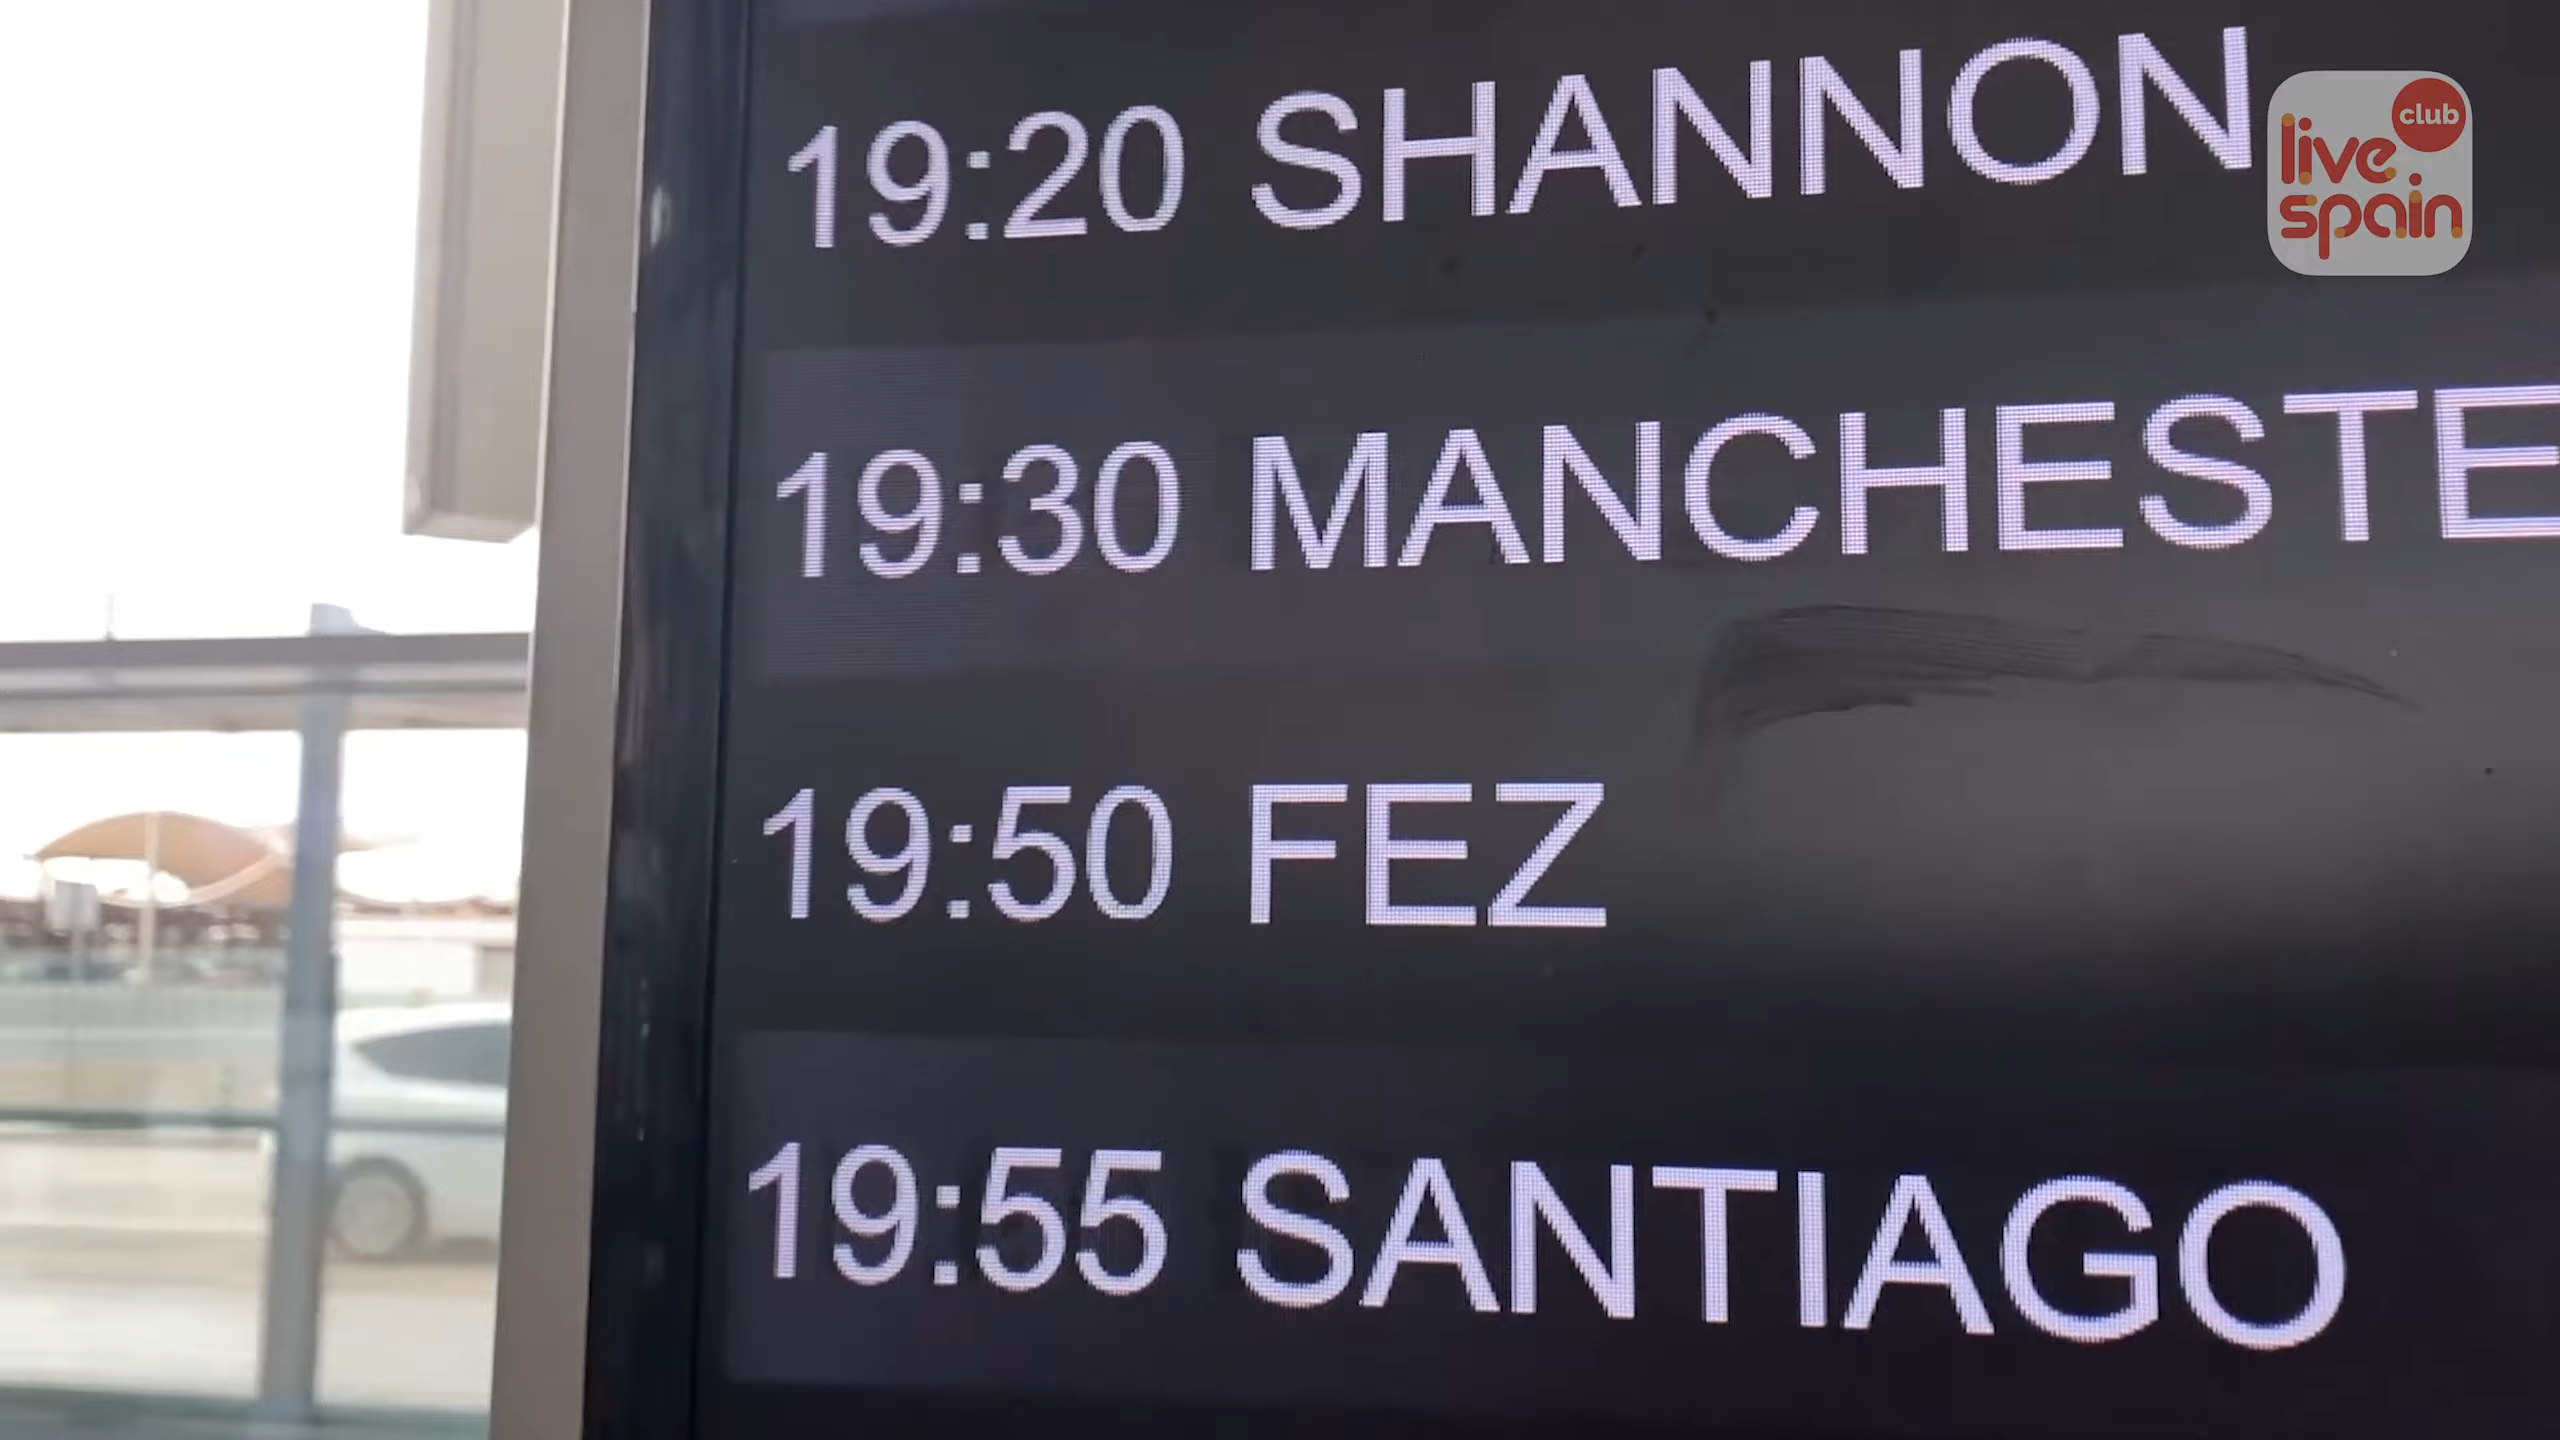 19:20 SHANNON
club
live
spain
19:30 MANCHESTE
19:50 FEZ
19:55 SANTIAGO